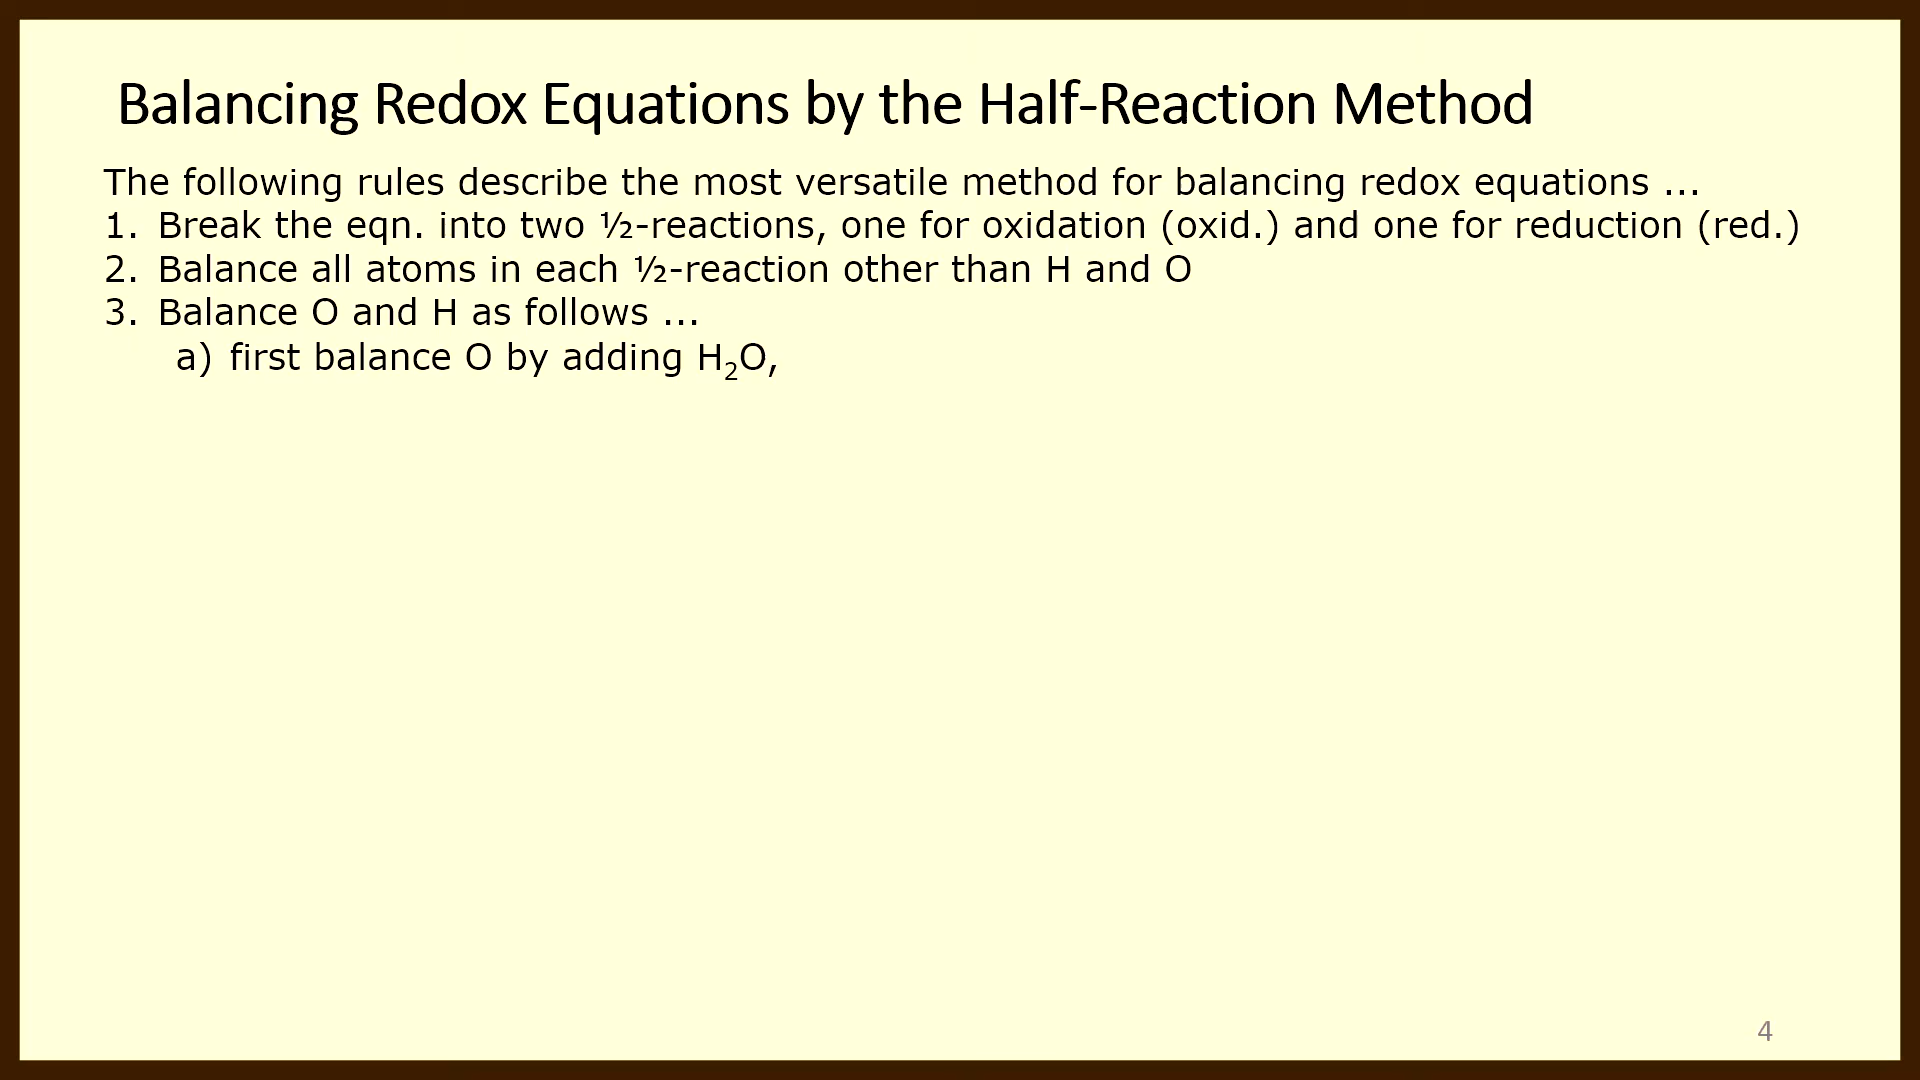 Balancing Redox Equations by the Half-Reaction Method
The following rules describe the most versatile method for balancing redox equations ...
1. Break the eqn. into two ½-reactions, one for oxidation (oxid.) and one for reduction (red.)
2. Balance all atoms in each ½-reaction other than H and O
3. Balance O and H as follows ...
a) first balance O by adding H₂O,
4